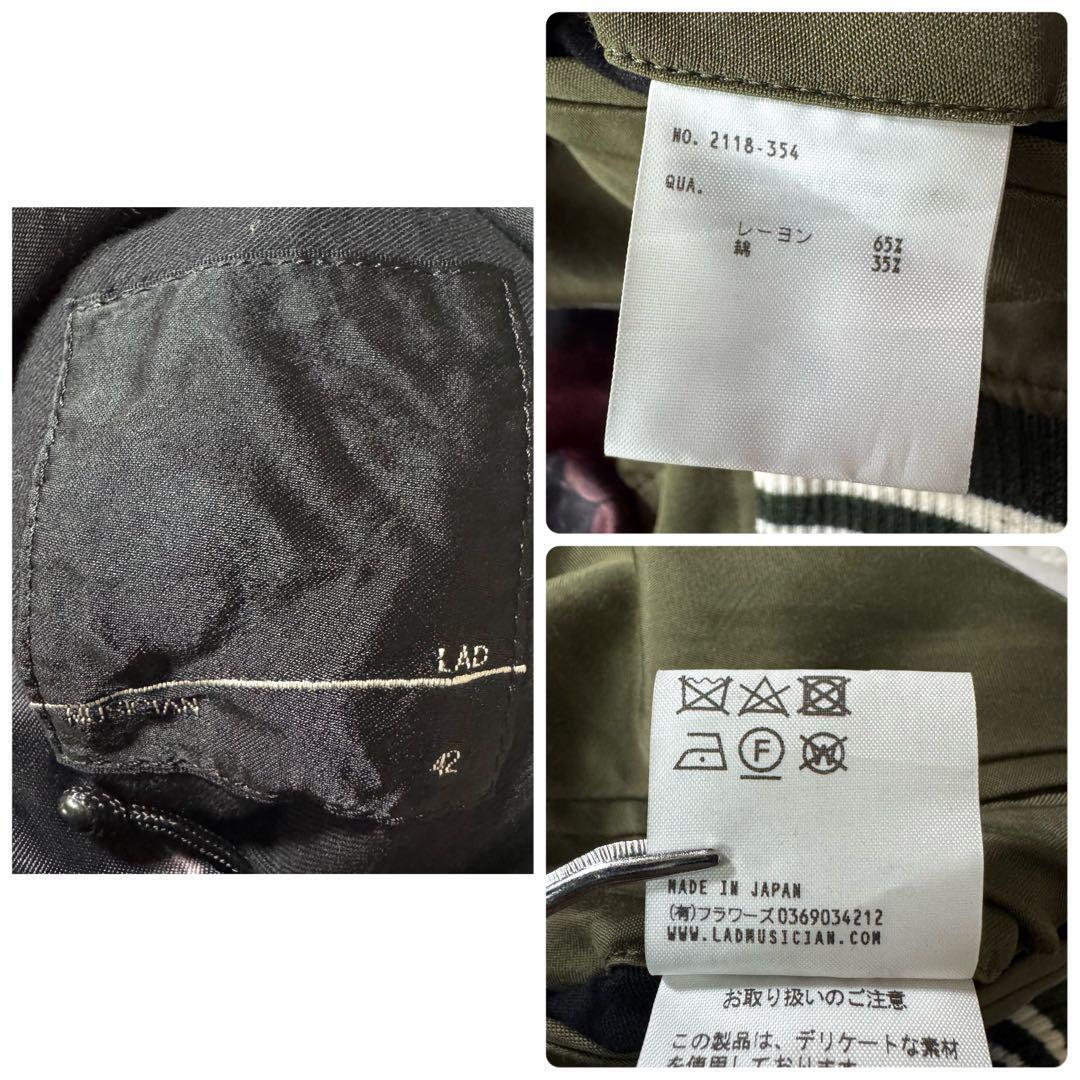 LAD
MUSICIAN
42
NO. 2118-354
QUA.
レーヨン 65%
綿 35%
F
W
MADE IN JAPAN
(有)フラワーズ0369034212
WWW.LADMUSICIAN.COM
お取り扱いのご注意
この製品は、デリケートな素材
を使用しております